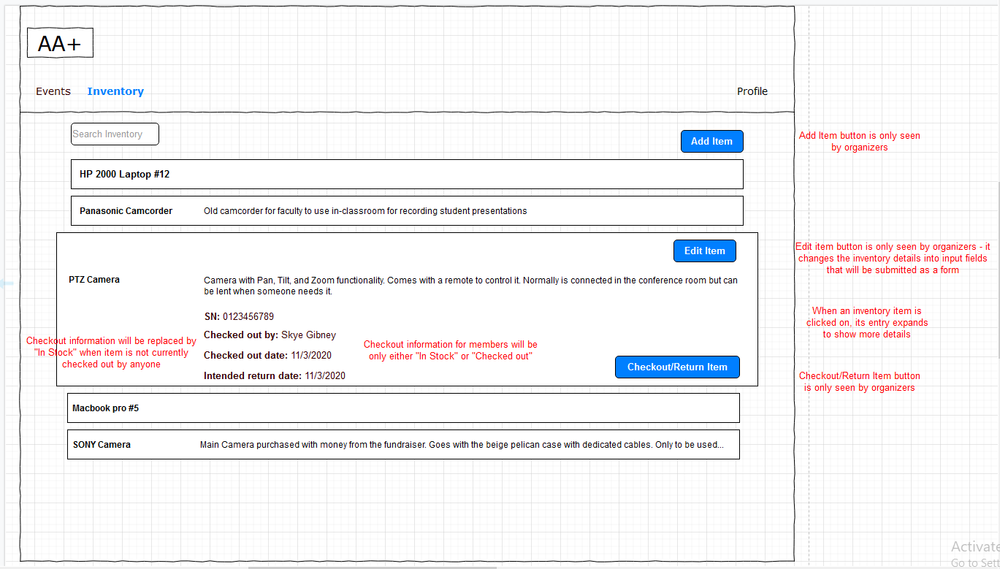 AA+
Events Inventory Profile
Search Inventory
Add Item
Add Item button is only seen
by organizers
HP 2000 Laptop #12
Panasonic Camcorder Old camcorder for faculty to use in-classroom for recording student presentations
Edit Item
Edit item button is only seen by organizers - it
changes the inventory details into input fields
that will be submitted as a form
PTZ Camera
Camera with Pan, Tilt, and Zoom functionality. Comes with a remote to control it. Normally is connected in the conference room but can
be lent when someone needs it.
SN: 0123456789
Checked out by: Skye Gibney
Checked out date: 11/3/2020
Intended return date: 11/3/2020
When an inventory item is
clicked on, its entry expands
to show more details
Checkout information will be replaced by
"In Stock" when item is not currently
checked out by anyone
Checkout information for members will be
only either "In Stock" or "Checked out"
Checkout/Return Item
Checkout/Return Item button
is only seen by organizers
Macbook pro #5
SONY Camera Main Camera purchased with money from the fundraiser. Goes with the beige pelican case with dedicated cables. Only to be used...
Activate
Go to Sett